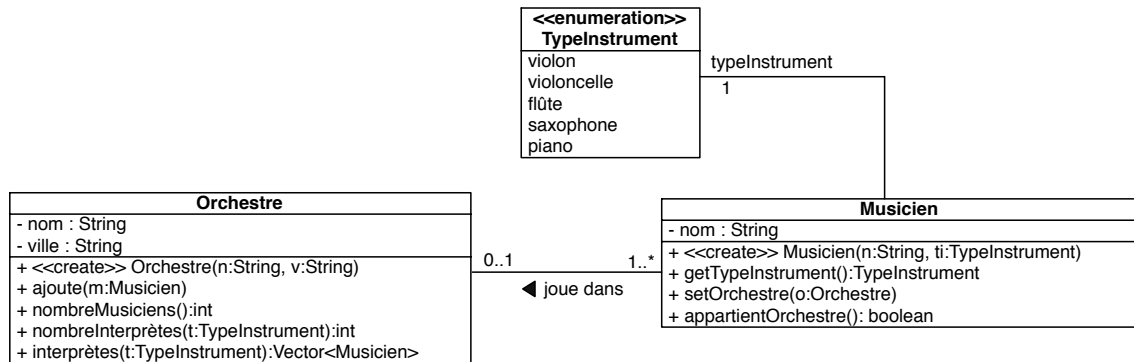 <<enumeration>>
TypeInstrument
violon
violoncelle
flûte
saxophone
piano
typeInstrument
1
Orchestre
- nom : String
- ville : String
+ <<create>> Orchestre(n:String, v:String)
+ ajoute(m:Musicien)
+ nombreMusiciens():int
+ nombreInterprètes(t:TypeInstrument):int
+ interprètes(t:TypeInstrument):Vector<Musicien>
0..1
1..*
◀ joue dans
Musicien
- nom : String
+ <<create>> Musicien(n:String, ti:TypeInstrument)
+ getTypeInstrument():TypeInstrument
+ setOrchestre(o:Orchestre)
+ appartientOrchestre(): boolean